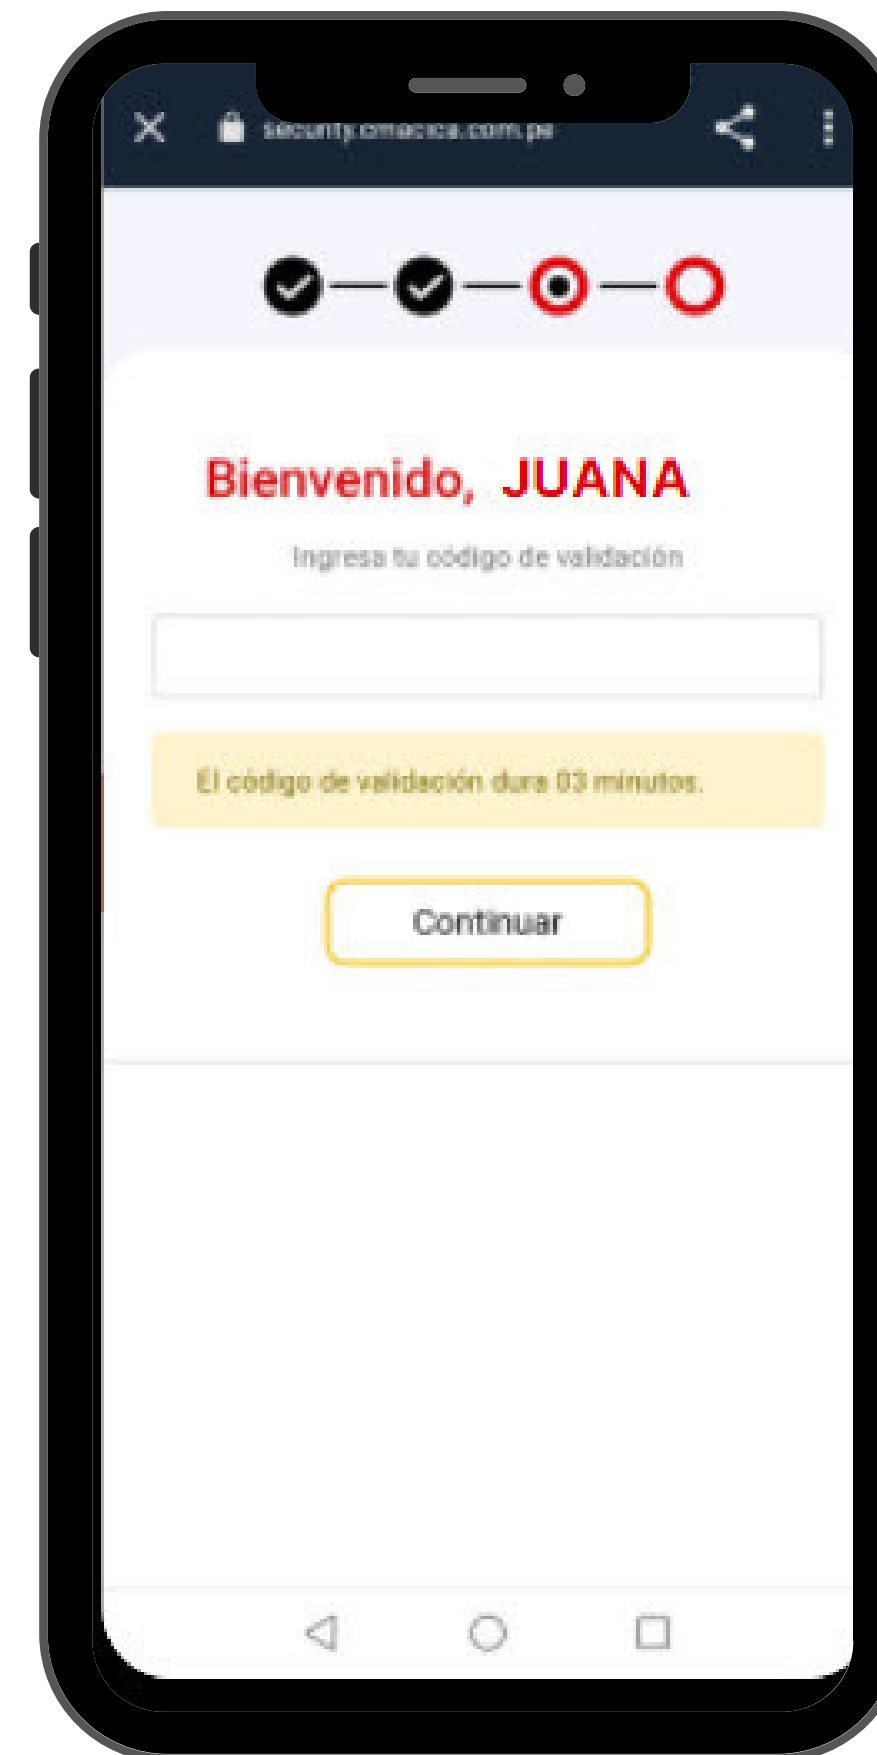 Bienvenido, JUANA
Ingresa tu código de validación
El código de validación dura 03 minutos.
Continuar